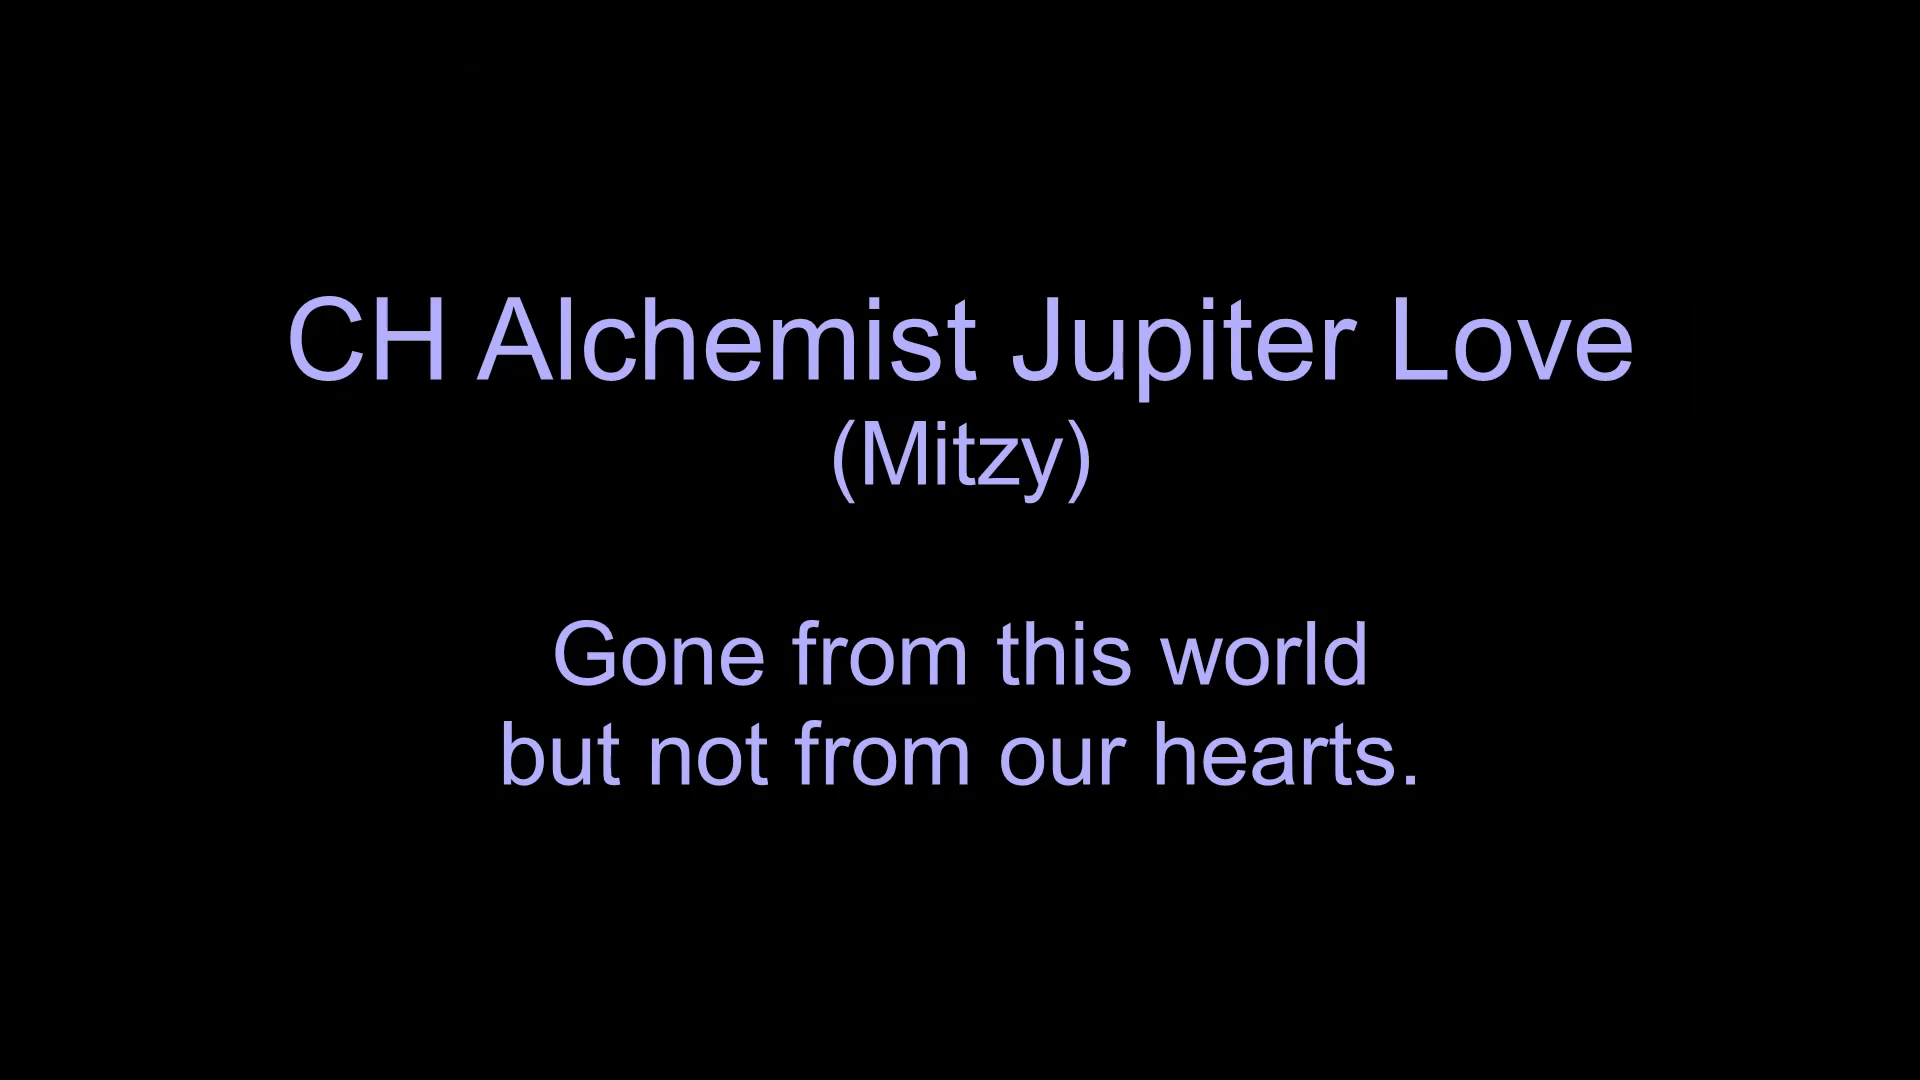 CH Alchemist Jupiter Love
(Mitzy)
Gone from this world
but not from our hearts.